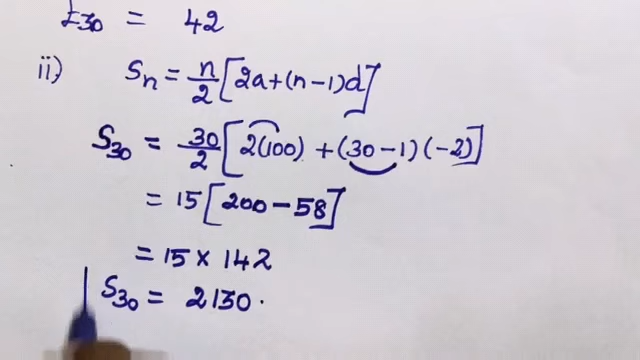 t30 = 42
ii) Sn = n/2 [2a+(n-1)d]
S30 = 30/2 [2(100) + (30-1)(-2)]
= 15 [200 - 58]
= 15 × 142
S30 = 2130.